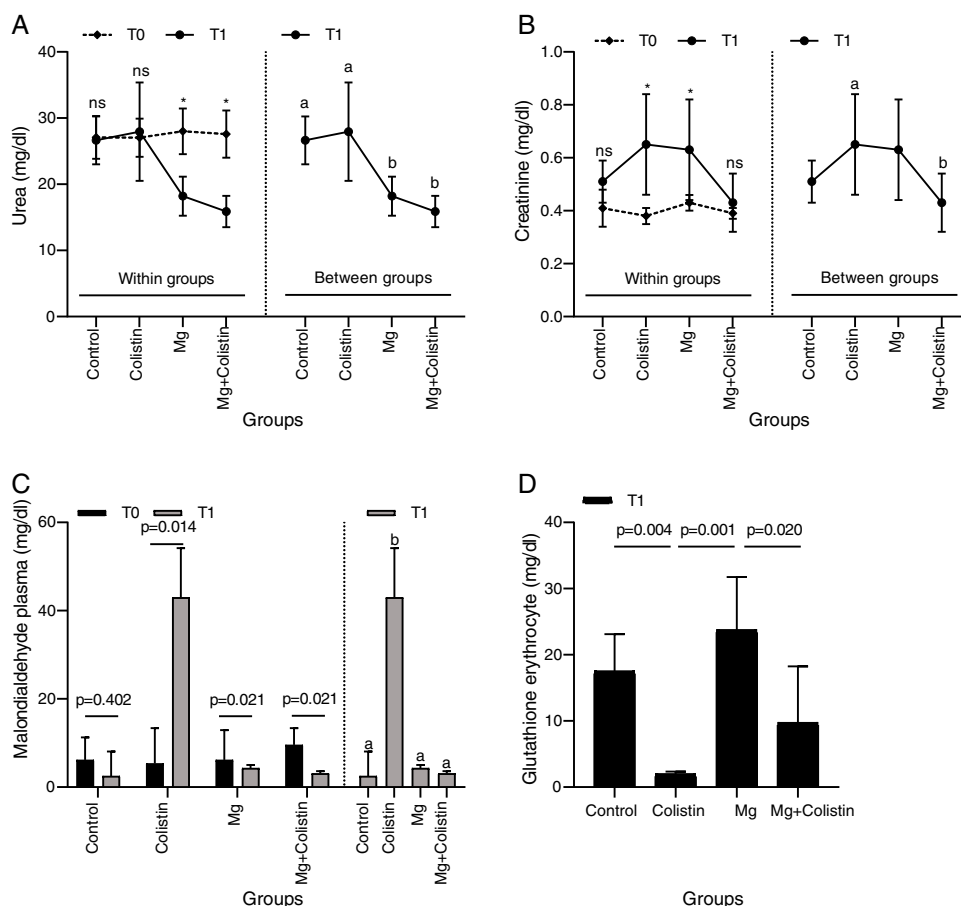 A
T0 T1 T1
Urea (mg/dl)
40
30
20
10
0
ns ns * *
a a b b
Within groups Between groups
Control Colistin Mg Mg+Colistin Control Colistin Mg Mg+Colistin
Groups
B
T0 T1 T1
Creatinine (mg/dl)
1.0
0.8
0.6
0.4
0.2
0.0
ns * * ns
a b
Within groups Between groups
Control Colistin Mg Mg+Colistin Control Colistin Mg Mg+Colistin
Groups
C
T0 T1 T1
Malondialdehyde plasma (mg/dl)
60
40
20
0
p=0.402 p=0.014 p=0.021 p=0.021
a b a a
Control Colistin Mg Mg+Colistin Control Colistin Mg Mg+Colistin
Groups
D
T1
Glutathione erythrocyte (mg/dl)
40
30
20
10
0
p=0.004 p=0.001 p=0.020
Control Colistin Mg Mg+Colistin
Groups